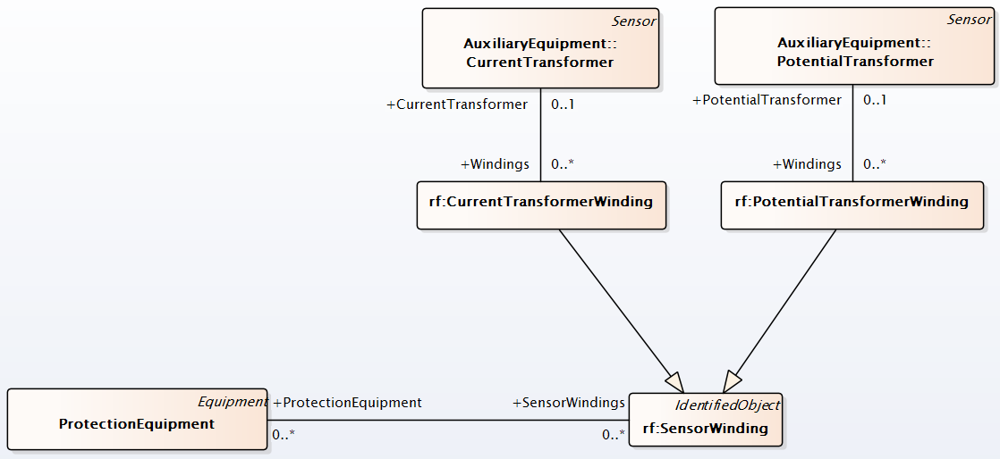 Sensor
AuxiliaryEquipment::
CurrentTransformer
Sensor
AuxiliaryEquipment::
PotentialTransformer
+CurrentTransformer
0..1
+PotentialTransformer
0..1
+Windings
0..*
+Windings
0..*
rf:CurrentTransformerWinding
rf:PotentialTransformerWinding
Equipment
ProtectionEquipment
+ProtectionEquipment
0..*
+SensorWindings
0..*
IdentifiedObject
rf:SensorWinding